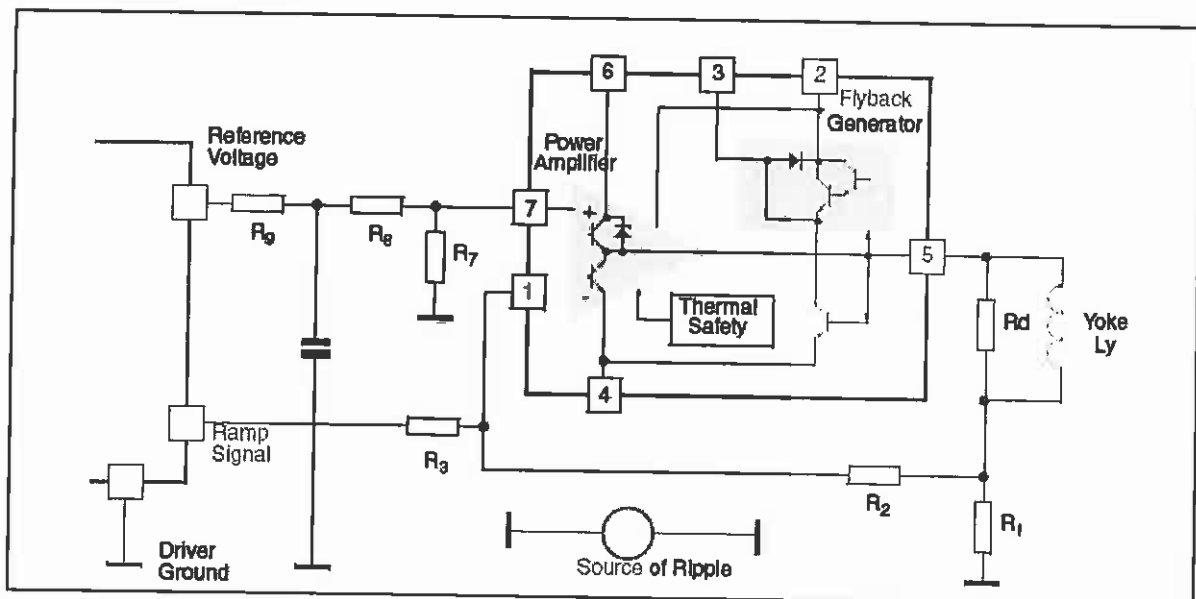 6
3
2
Flyback
Generator
Reference
Voltage
Power
Amplifier
R9
R8
7
+
R7
1
5
-
Thermal
Safety
Rd
Yoke
Ly
4
Ramp
Signal
R3
R2
R1
Driver
Ground
Source of Ripple